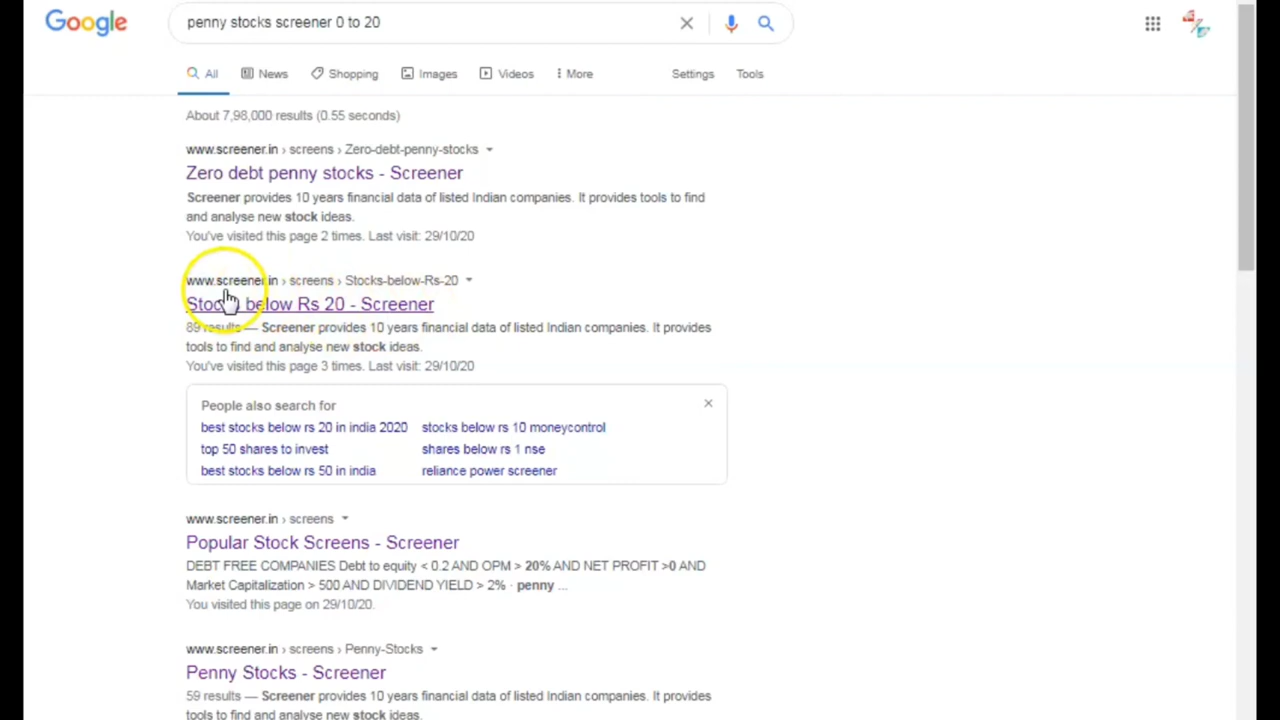 Google
penny stocks screener 0 to 20
All News Shopping Images Videos More Settings Tools
About 7,98,000 results (0.55 seconds)
www.screener.in › screens › Zero-debt-penny-stocks
Zero debt penny stocks - Screener
Screener provides 10 years financial data of listed Indian companies. It provides tools to find
and analyse new stock ideas.
You've visited this page 2 times. Last visit: 29/10/20
www.screener.in › screens › Stocks-below-Rs-20
Stocks below Rs 20 - Screener
89 results — Screener provides 10 years financial data of listed Indian companies. It provides
tools to find and analyse new stock ideas.
You've visited this page 3 times. Last visit: 29/10/20
People also search for
best stocks below rs 20 in india 2020 stocks below rs 10 moneycontrol
top 50 shares to invest shares below rs 1 nse
best stocks below rs 50 in india reliance power screener
www.screener.in › screens
Popular Stock Screens - Screener
DEBT FREE COMPANIES Debt to equity < 0.2 AND OPM > 20% AND NET PROFIT >0 AND
Market Capitalization > 500 AND DIVIDEND YIELD > 2% · penny ...
You visited this page on 29/10/20.
www.screener.in › screens › Penny-Stocks
Penny Stocks - Screener
59 results — Screener provides 10 years financial data of listed Indian companies. It provides
tools to find and analyse new stock ideas.